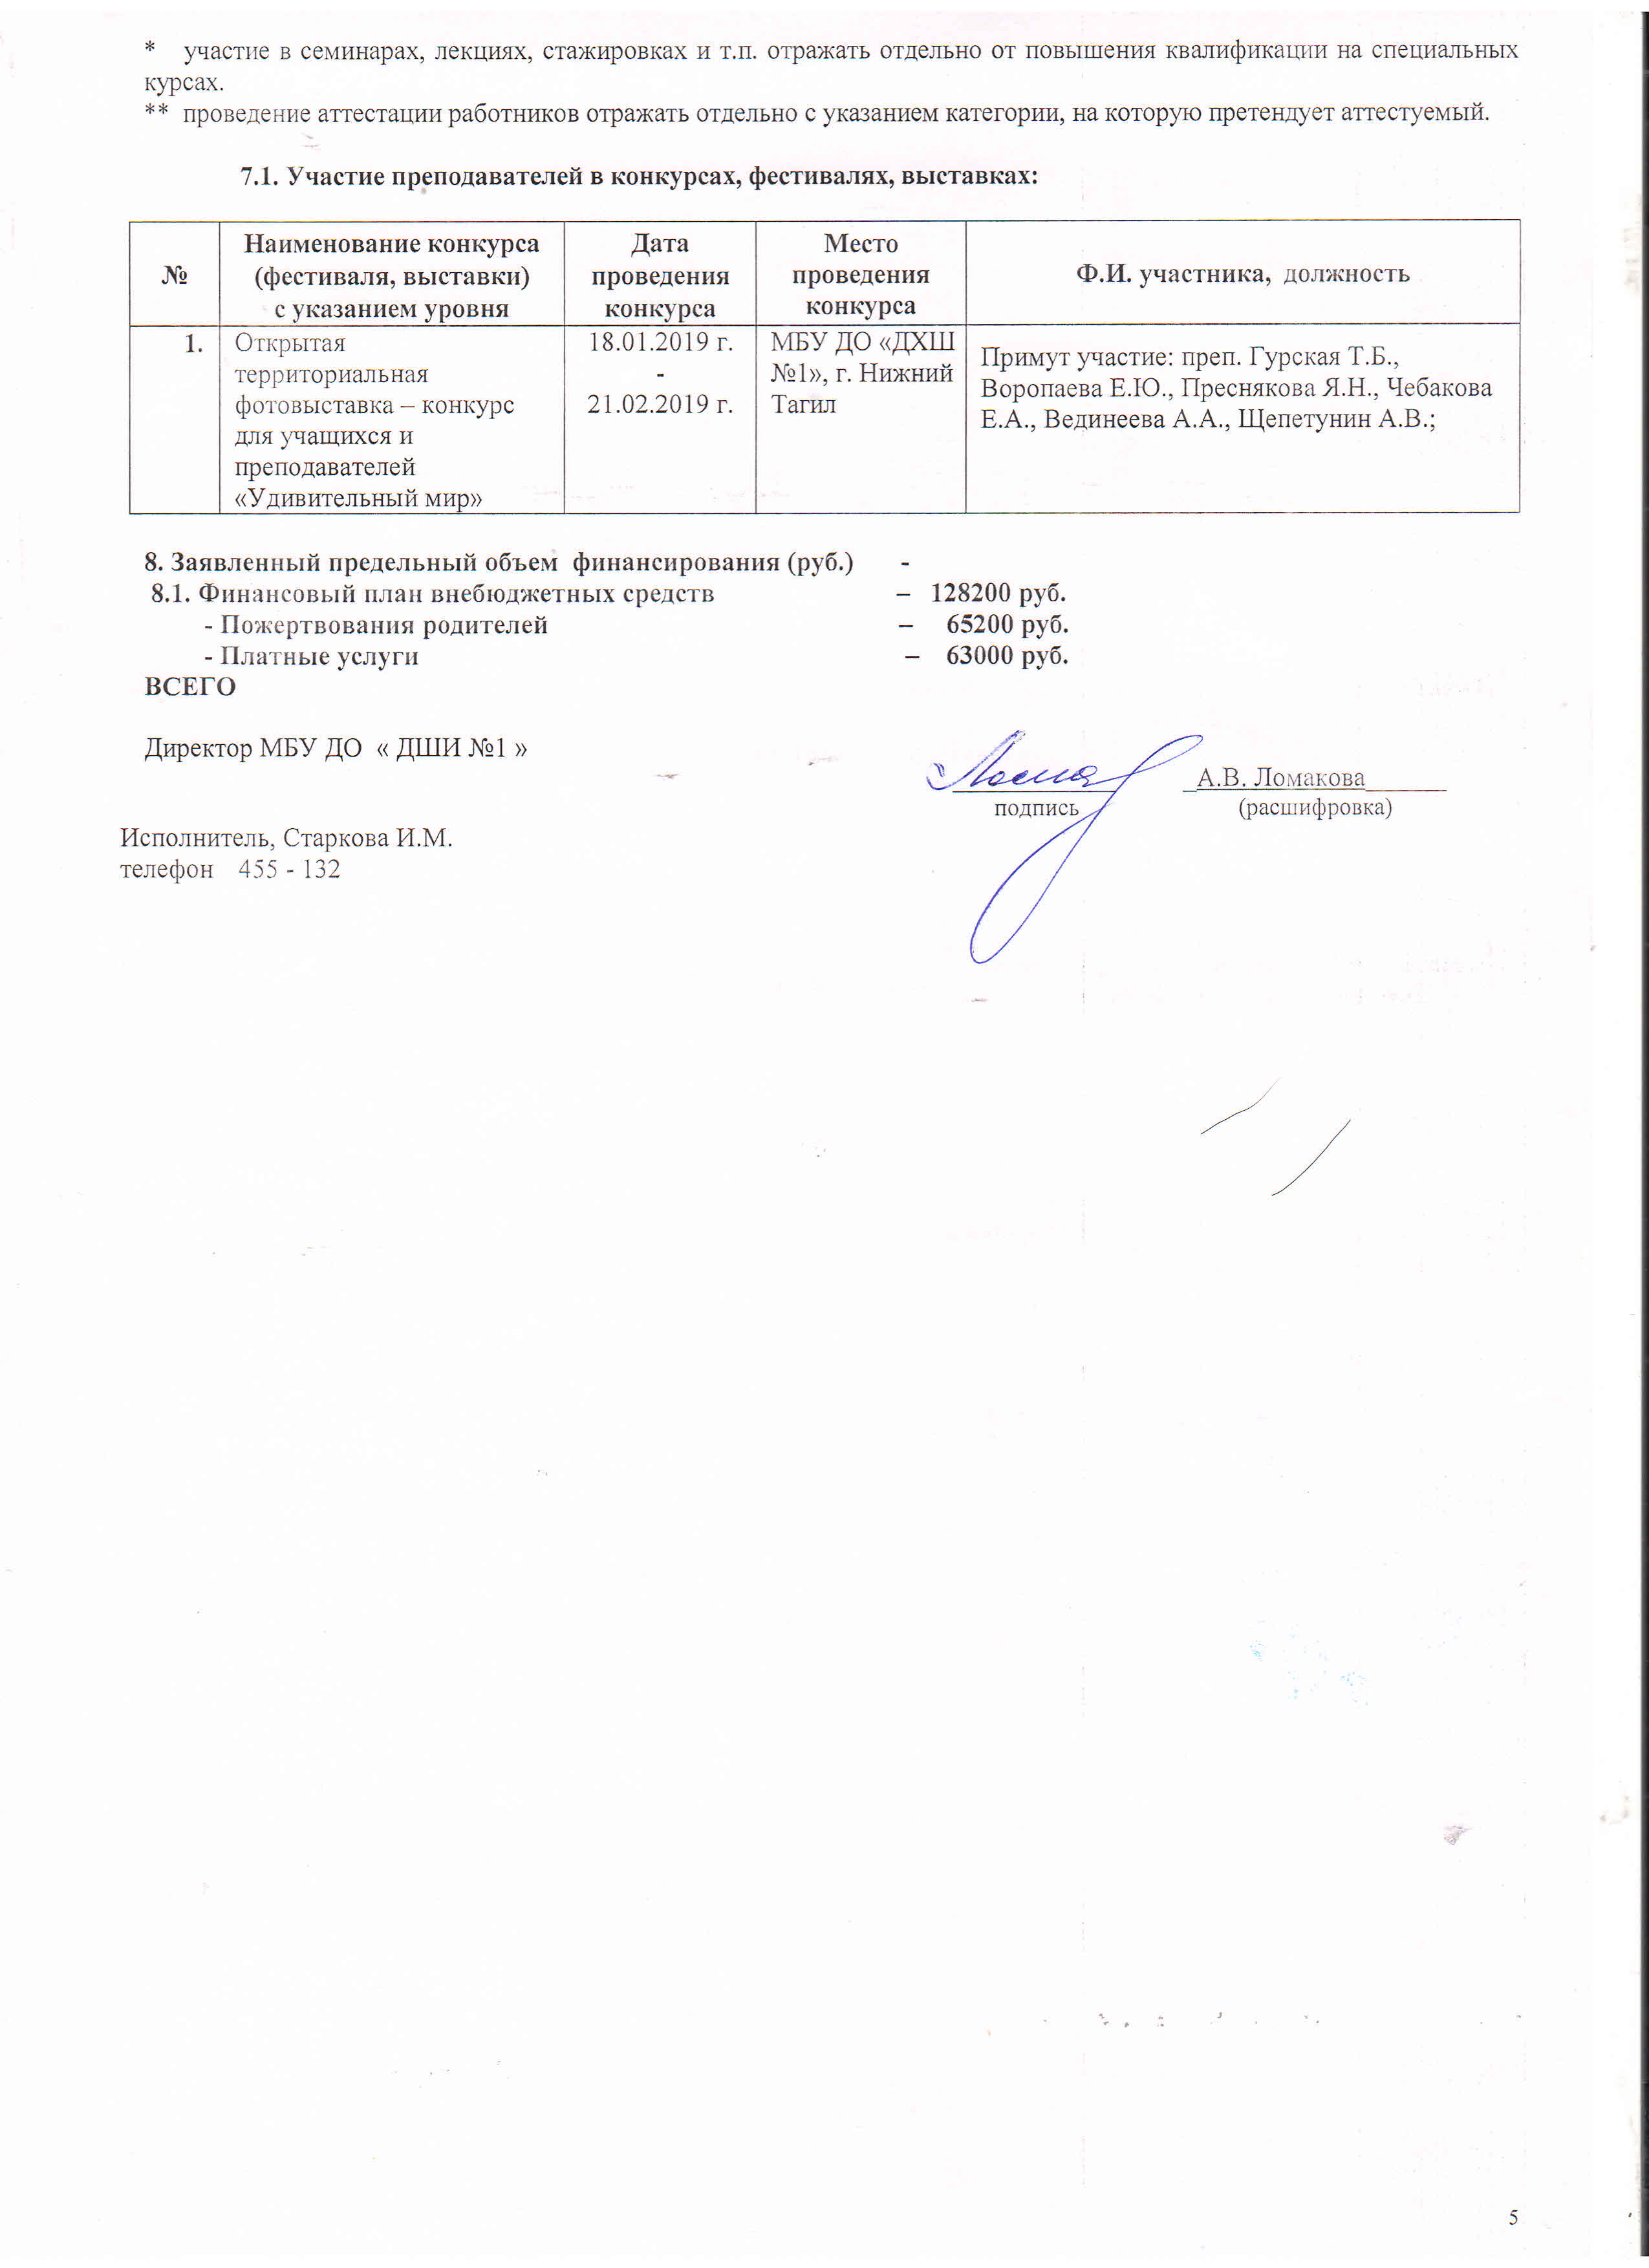 * участие в семинарах, лекциях, стажировках и т.п. отражать отдельно от повышения квалификации на специальных
курсах.
** проведение аттестации работников отражать отдельно с указанием категории, на которую претендует аттестуемый.
7.1. Участие преподавателей в конкурсах, фестивалях, выставках:
№
Наименование конкурса
(фестиваля, выставки)
с указанием уровня
Дата
проведения
конкурса
Место
проведения
конкурса
Ф.И. участника, должность
1.
Открытая
территориальная
фотовыставка – конкурс
для учащихся и
преподавателей
«Удивительный мир»
18.01.2019 г.
-
21.02.2019 г.
МБУ ДО «ДХШ
№1», г. Нижний
Тагил
Примут участие: преп. Гурская Т.Б.,
Воропаева Е.Ю., Преснякова Я.Н., Чебакова
Е.А., Вединеева А.А., Щепетунин А.В.;
8. Заявленный предельный объем финансирования (руб.) -
8.1. Финансовый план внебюджетных средств – 128200 руб.
- Пожертвования родителей – 65200 руб.
- Платные услуги – 63000 руб.
ВСЕГО
Директор МБУ ДО « ДШИ №1 »
_А.В. Ломакова______
подпись (расшифровка)
Исполнитель, Старкова И.М.
телефон 455 - 132
5